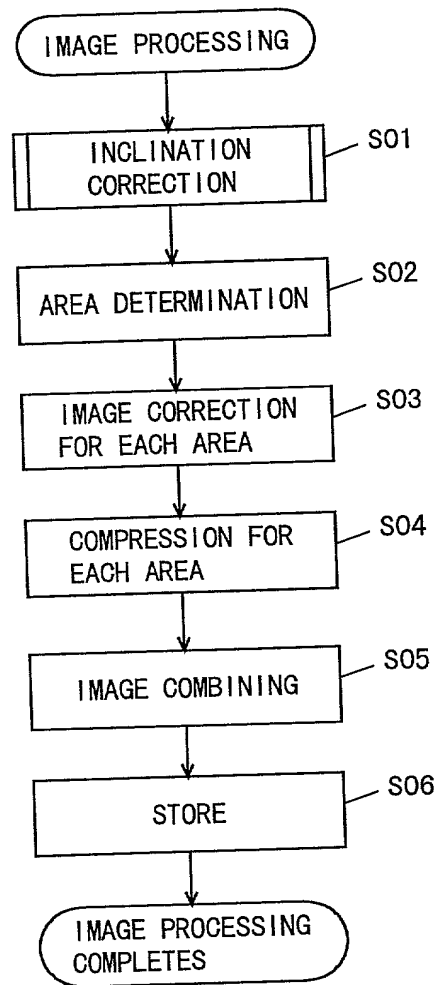 IMAGE PROCESSING
INCLINATION
CORRECTION
S01
AREA DETERMINATION
S02
IMAGE CORRECTION
FOR EACH AREA
S03
COMPRESSION FOR
EACH AREA
S04
IMAGE COMBINING
S05
STORE
S06
IMAGE PROCESSING
COMPLETES